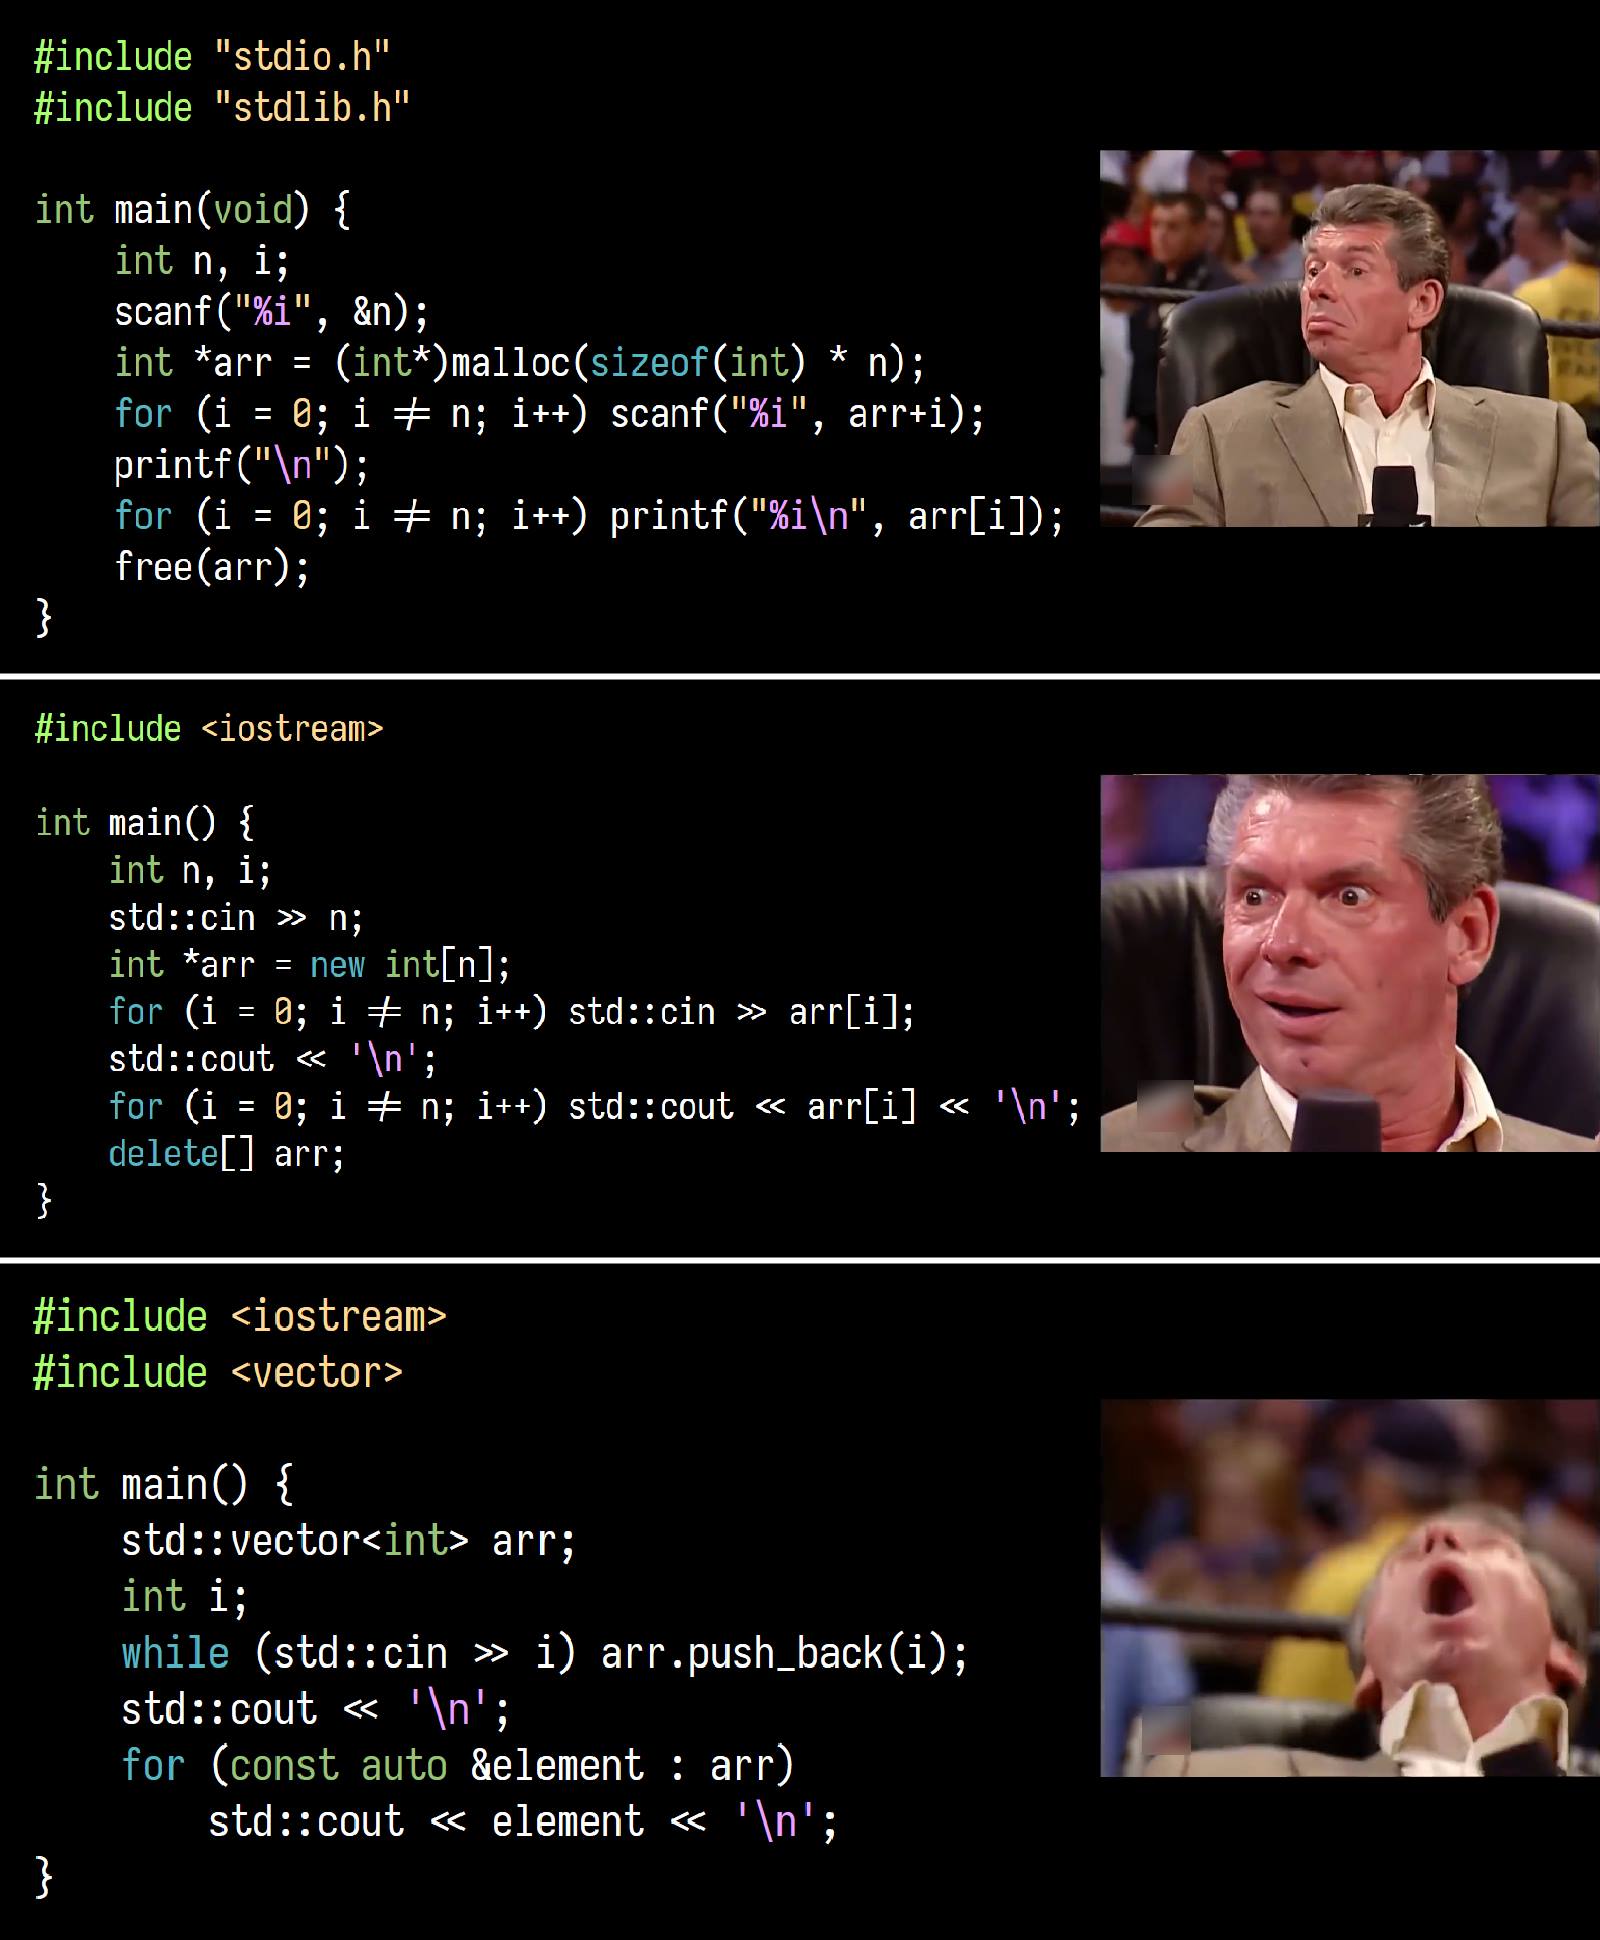 #include "stdio.h"
#include "stdlib.h"
int main(void) {
int n, i;
scanf("%i", &n);
int *arr = (int*)malloc(sizeof(int) * n);
for (i = 0; i ≠ n; i++) scanf("%i", arr+i);
printf("\n");
for (i = 0; i ≠ n; i++) printf("%i\n", arr[i]);
free(arr);
}
#include <iostream>
int main() {
int n, i;
std::cin >> n;
int *arr = new int[n];
for (i = 0; i ≠ n; i++) std::cin >> arr[i];
std::cout << '\n';
for (i = 0; i ≠ n; i++) std::cout << arr[i] << '\n';
delete[] arr;
}
#include <iostream>
#include <vector>
int main() {
std::vector<int> arr;
int i;
while (std::cin >> i) arr.push_back(i);
std::cout << '\n';
for (const auto &element : arr)
std::cout << element << '\n';
}